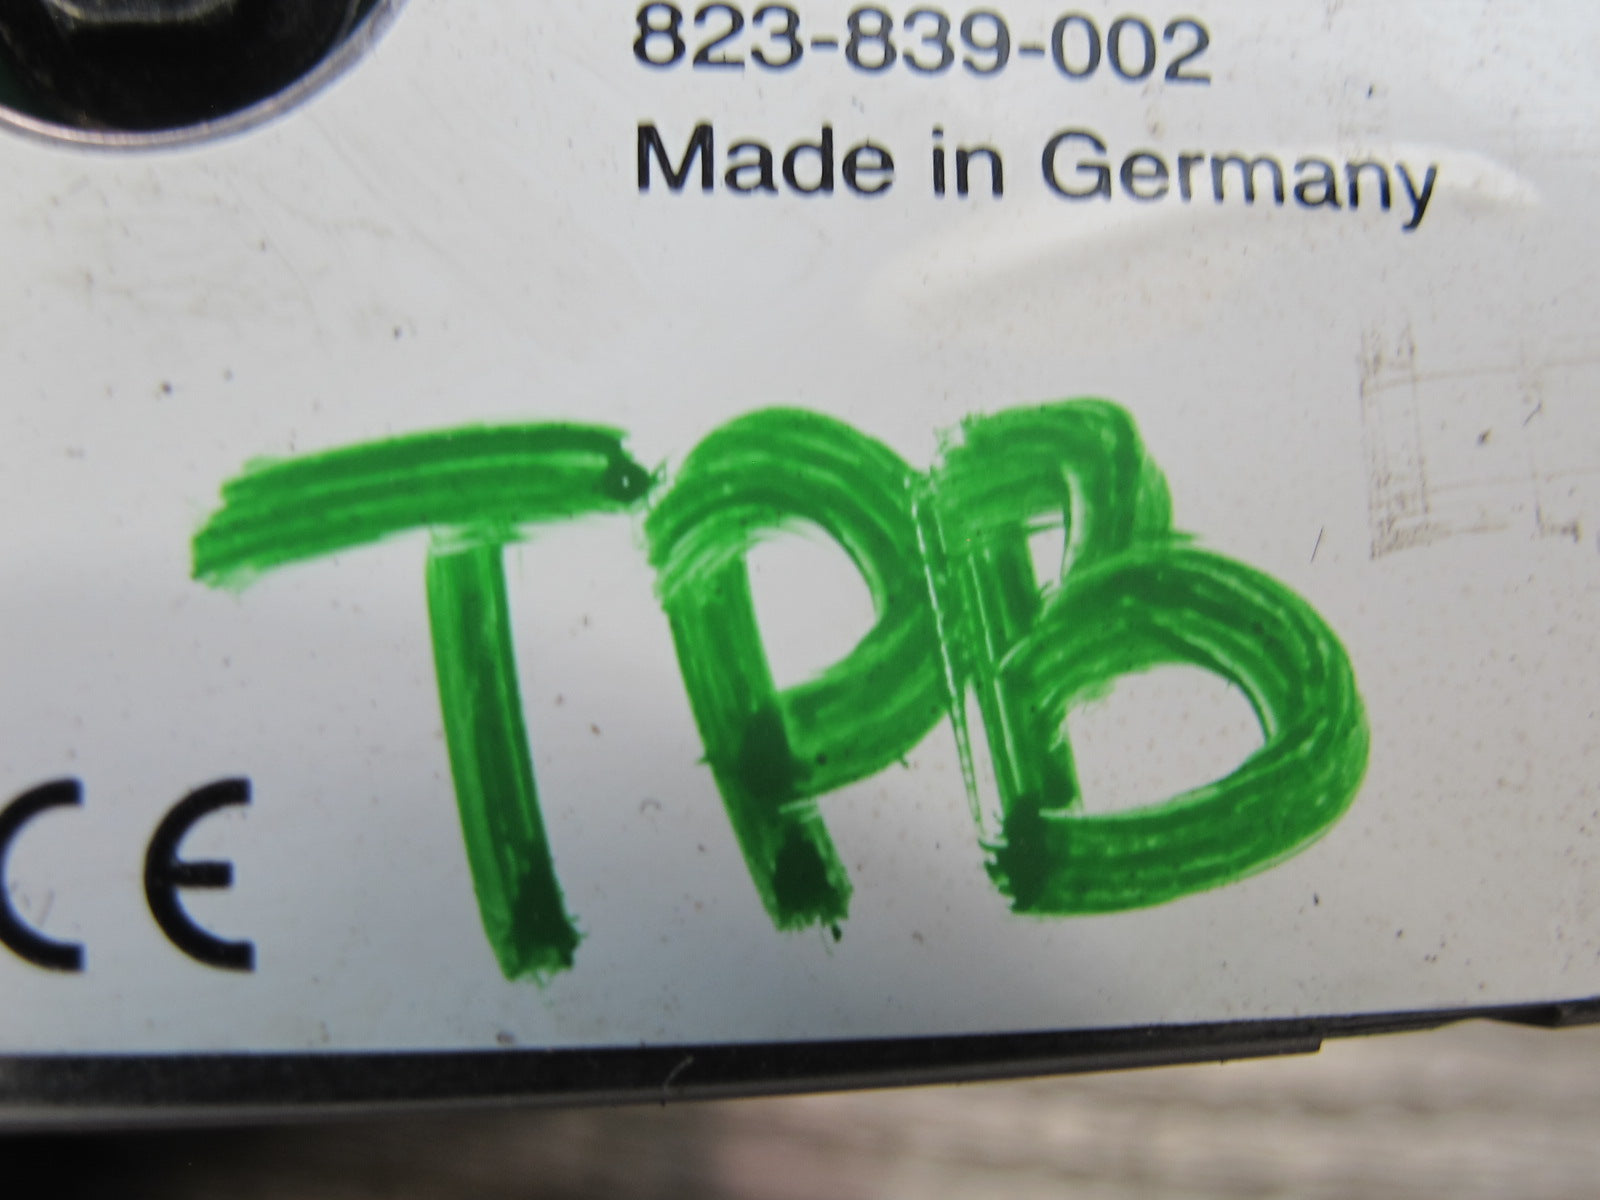 823-839-002
Made in Germany
TPB
CE